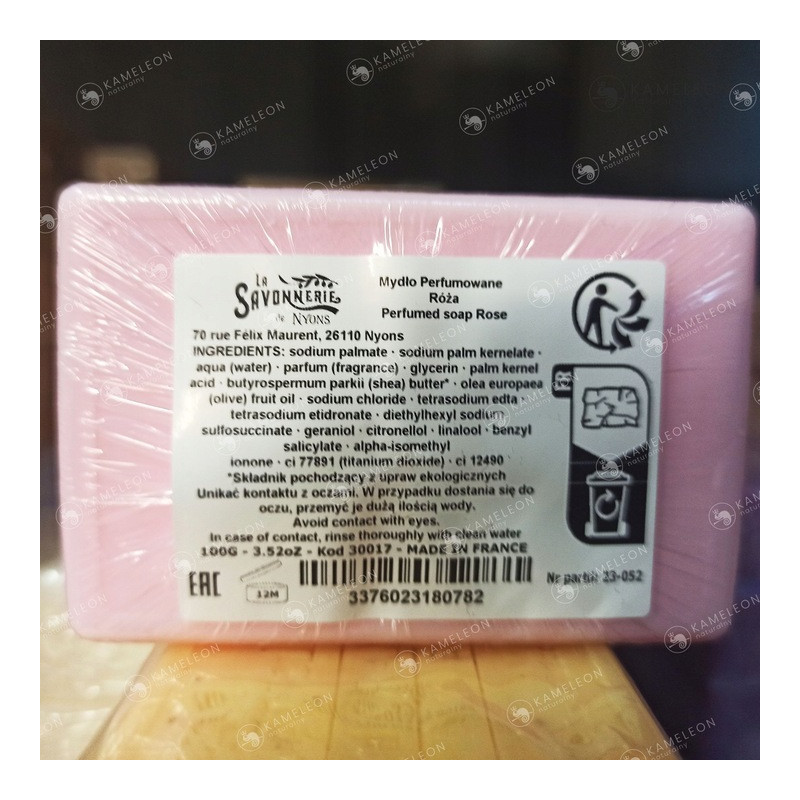 LA
SAVONNERIE
de NYONS
Mydło Perfumowane
Róża
Perfumed soap Rose
70 rue Félix Maurent, 26110 Nyons
INGREDIENTS: sodium palmate · sodium palm kernelate ·
aqua (water) · parfum (fragrance) · glycerin · palm kernel
acid · butyrospermum parkii (shea) butter* · olea europaea
(olive) fruit oil · sodium chloride · tetrasodium edta ·
tetrasodium etidronate · diethylhexyl sodium
sulfosuccinate · geraniol · citronellol · linalool · benzyl
salicylate · alpha-isomethyl
ionone · ci 77891 (titanium dioxide) · ci 12490
*Składnik pochodzący z upraw ekologicznych
Unikać kontaktu z oczami. W przypadku dostania się do
oczu, przemyć je dużą ilością wody.
Avoid contact with eyes.
In case of contact, rinse thoroughly with clean water
100G - 3.52oZ - Kod 30017 - MADE IN FRANCE
EAC
12M
3376023180782
Nr partii: 23-052
FR
KAMELEON
naturalny